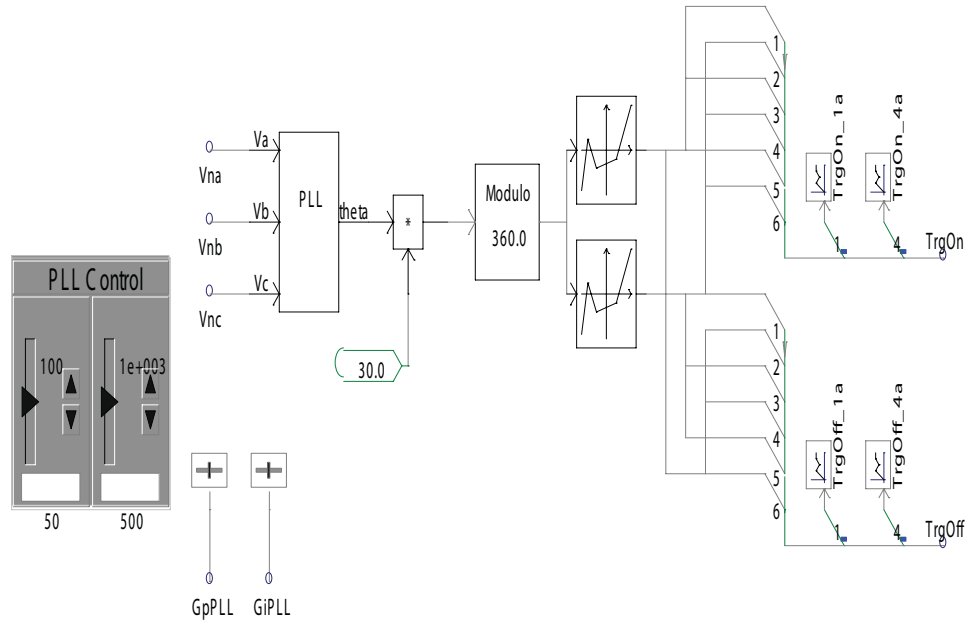 Va
Vna
Vb
Vnb
Vc
Vnc
PLL
theta
*
30.0
Modulo
360.0
1
2
3
4
5
6
TrgOn_1a
TrgOn_4a
1
4
TrgOn
1
2
3
4
5
6
TrgOff_1a
TrgOff_4a
1
4
TrgOff
PLL Control
100
1e+003
50
500
GpPLL
GiPLL